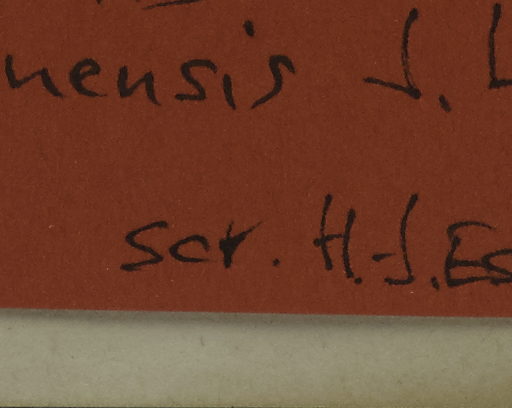 nensis J. L
scr. H.-J. Es